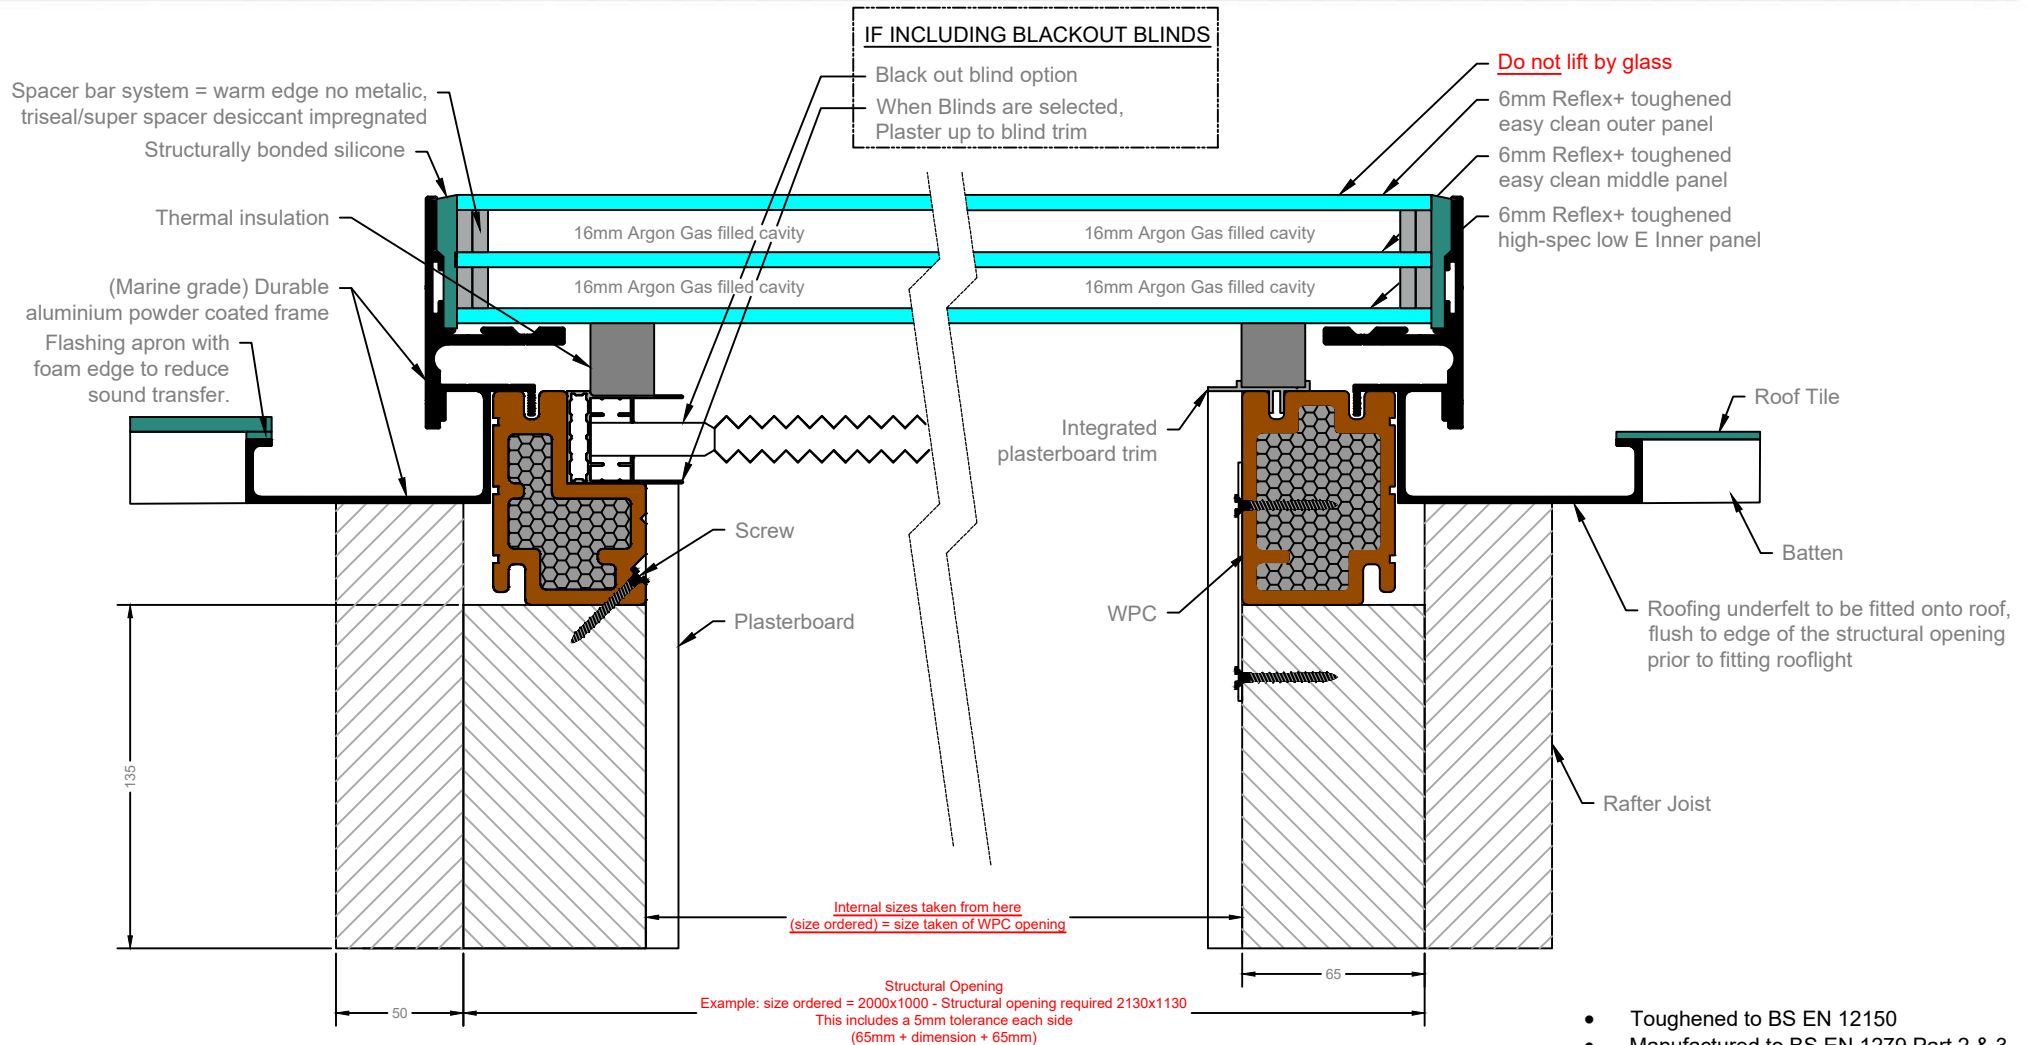 IF INCLUDING BLACKOUT BLINDS
Black out blind option
When Blinds are selected,
Plaster up to blind trim
Spacer bar system = warm edge no metalic,
triseal/super spacer desiccant impregnated
Structurally bonded silicone
Thermal insulation
(Marine grade) Durable
aluminium powder coated frame
Flashing apron with
foam edge to reduce
sound transfer.
Do not lift by glass
6mm Reflex+ toughened
easy clean outer panel
6mm Reflex+ toughened
easy clean middle panel
6mm Reflex+ toughened
high-spec low E Inner panel
16mm Argon Gas filled cavity
16mm Argon Gas filled cavity
16mm Argon Gas filled cavity
16mm Argon Gas filled cavity
Roof Tile
Integrated
plasterboard trim
Screw
Batten
Plasterboard
WPC
Roofing underfelt to be fitted onto roof,
flush to edge of the structural opening
prior to fitting rooflight
135
Rafter Joist
Internal sizes taken from here
(size ordered) = size taken of WPC opening
65
50
Structural Opening
Example: size ordered = 2000x1000 - Structural opening required 2130x1130
This includes a 5mm tolerance each side
(65mm + dimension + 65mm)
• Toughened to BS EN 12150
• Manufactured to BS EN 1279 Part 2 & 3